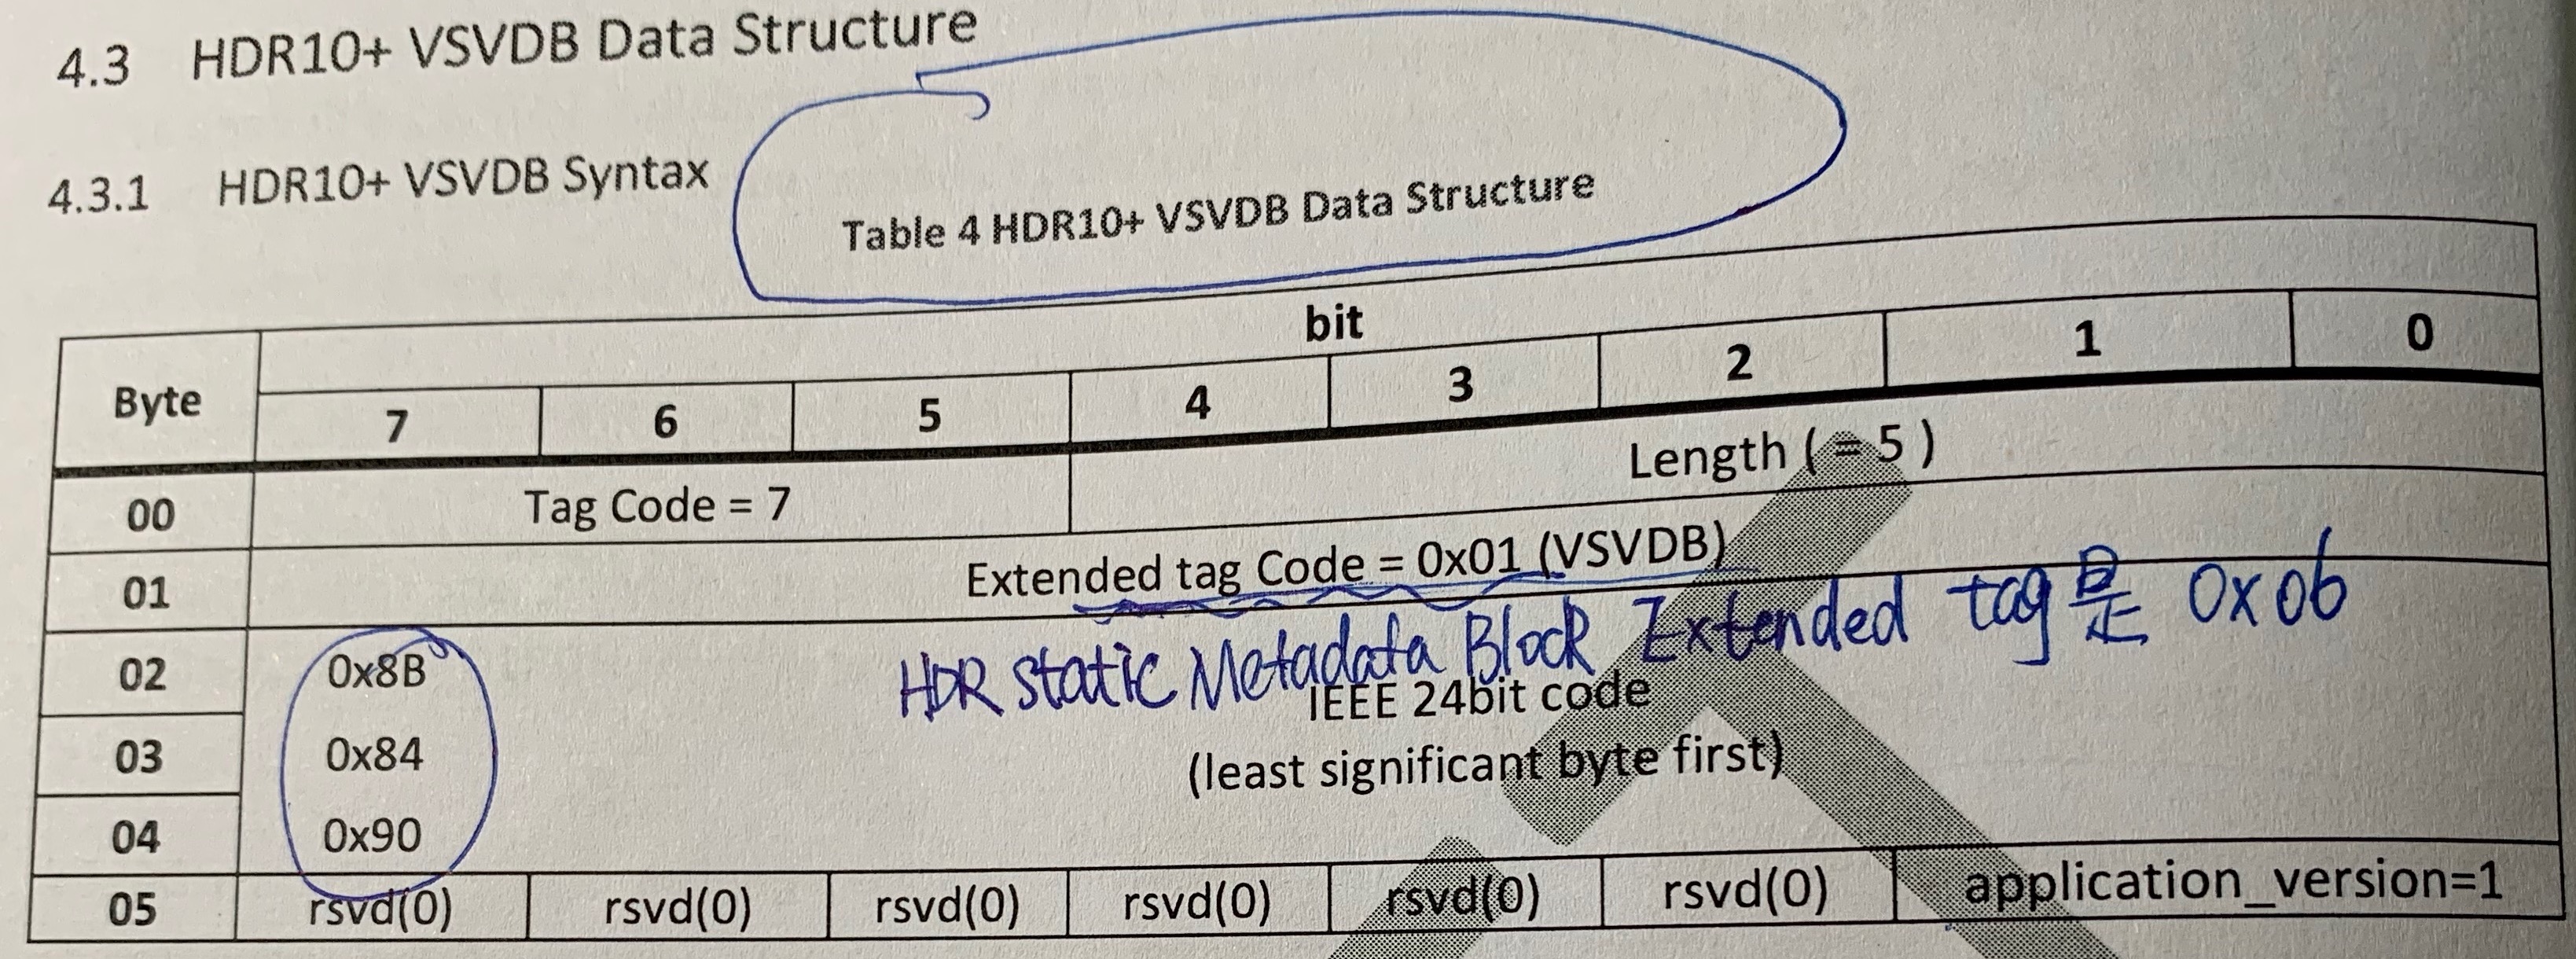 4.3 HDR10+ VSVDB Data Structure
4.3.1 HDR10+ VSVDB Syntax
Table 4 HDR10+ VSVDB Data Structure
Byte
bit
7 6 5 4 3 2 1 0
00 Tag Code = 7 Length ( = 5 )
01 Extended tag Code = 0x01 (VSVDB)
HDR static Metadata Block Extended tag是 0x06
02 0x8B
IEEE 24bit code
03 0x84
(least significant byte first)
04 0x90
05 rsvd(0) rsvd(0) rsvd(0) rsvd(0) rsvd(0) rsvd(0) application_version=1